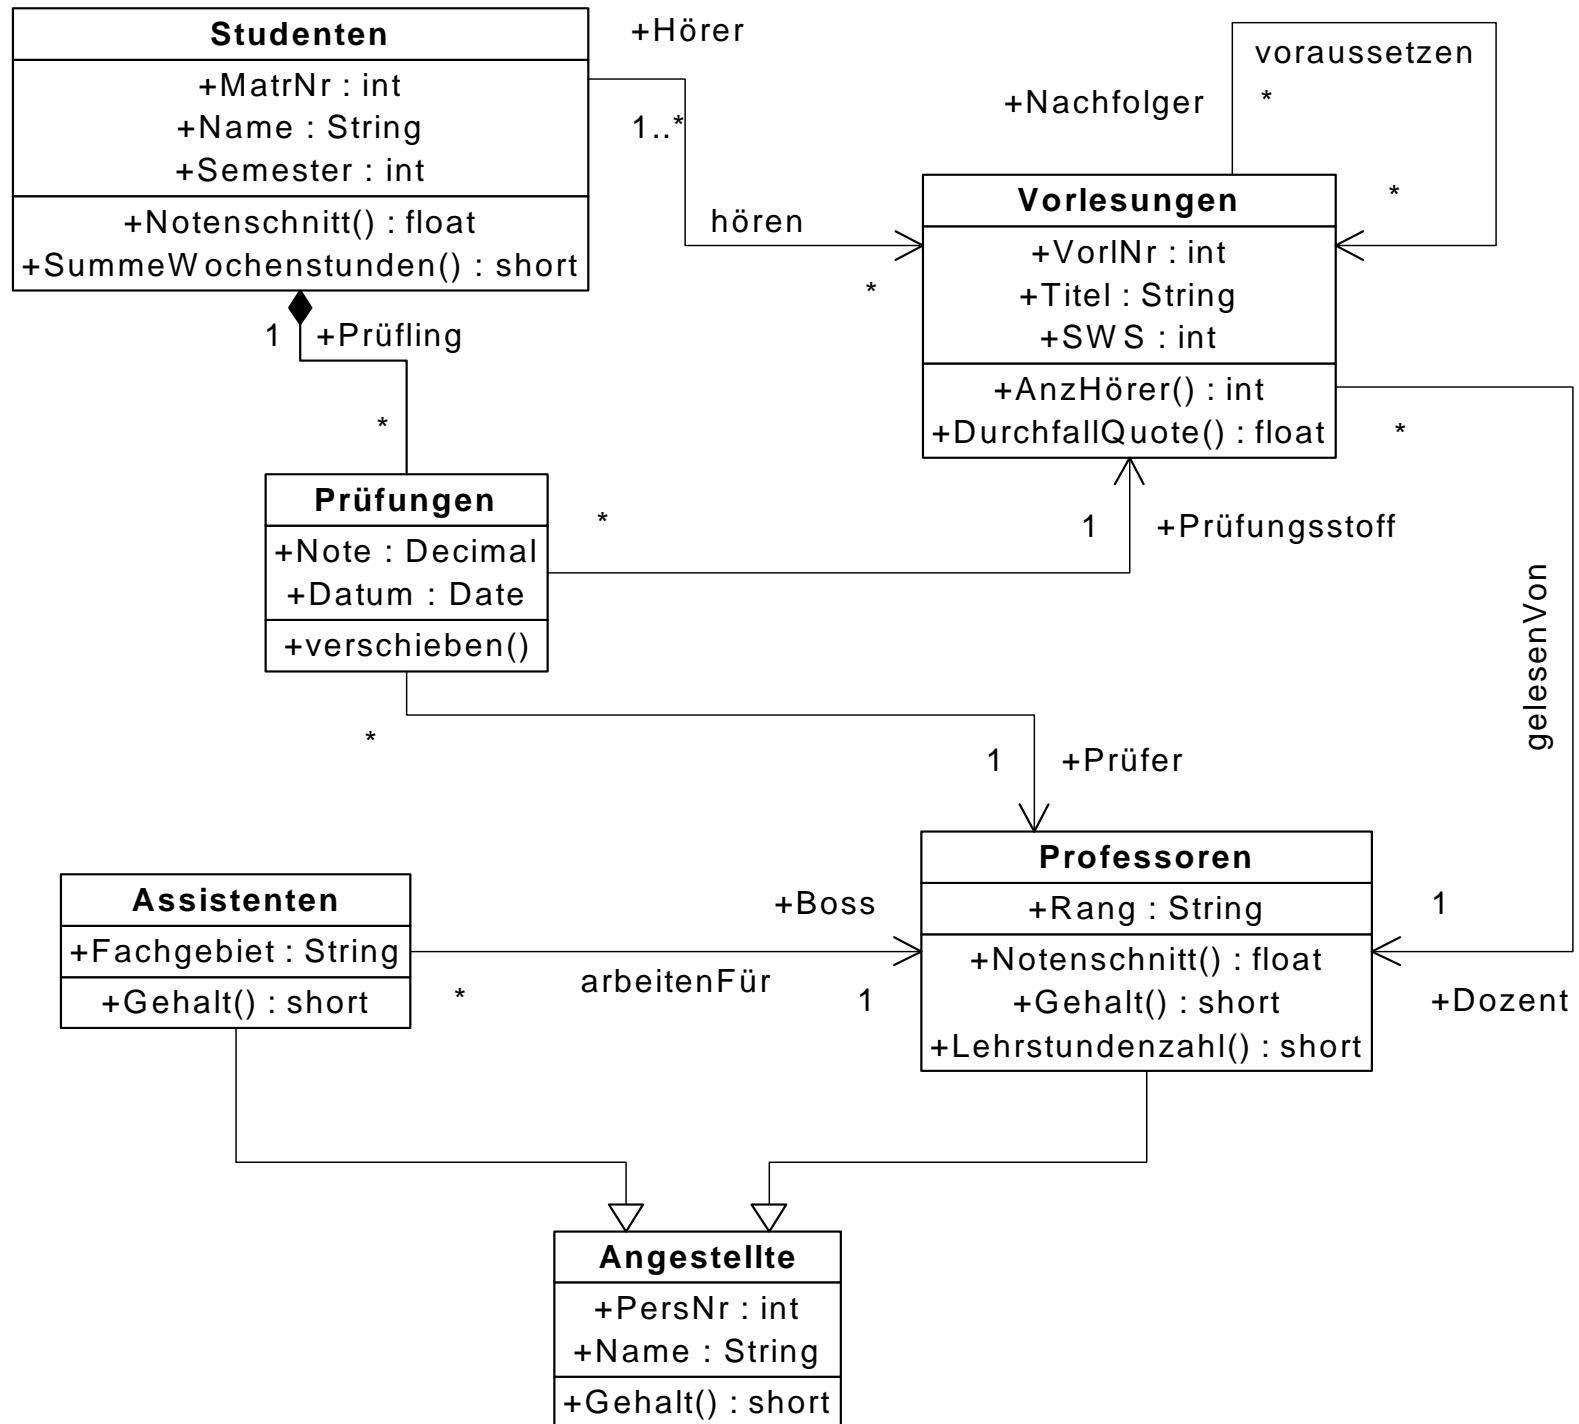 Studenten
+MatrNr : int
+Name : String
+Semester : int
+Notenschnitt() : float
+SummeWochenstunden() : short
+Hörer
1..*
hören
*
voraussetzen
+Nachfolger
*
*
Vorlesungen
+VorlNr : int
+Titel : String
+SWS : int
+AnzHörer() : int
+DurchfallQuote() : float
1
+Prüfling
*
*
Prüfungen
+Note : Decimal
+Datum : Date
+verschieben()
*
1
+Prüfungsstoff
gelesenVon
*
1
+Prüfer
Professoren
+Rang : String
+Notenschnitt() : float
+Gehalt() : short
+Lehrstundenzahl() : short
1
+Dozent
Assistenten
+Fachgebiet : String
+Gehalt() : short
+Boss
*
arbeitenFür
1
Angestellte
+PersNr : int
+Name : String
+Gehalt() : short